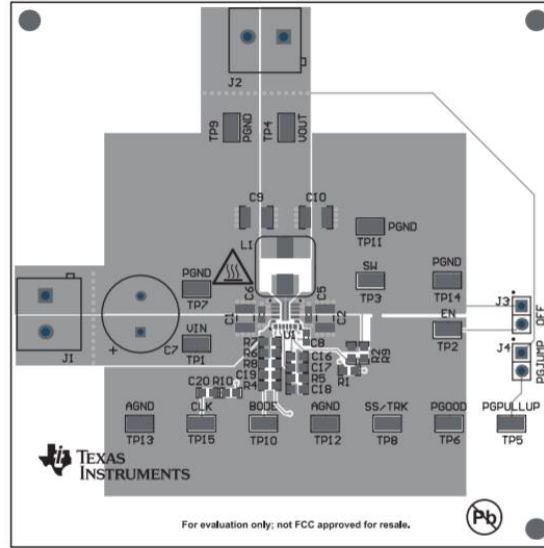 J2
TP9
PGND
TP4
VOUT
C9
C10
PGND
TP11
L1
PGND
TP7
SW
TP3
PGND
TP14
J3
OFF
EN
TP2
J4
PGJUMP
C6
C5
C1
C2
J1
+
C7
VIN
TP1
U1
C8
R7
R6
R8
R4
C19
C16
C17
R5
C18
R2
R9
R1
C20
R10
AGND
TP13
CLK
TP15
BODE
TP10
AGND
TP12
SS/TRK
TP8
PGOOD
TP6
PGPULLUP
TP5
TEXAS
INSTRUMENTS
For evaluation only; not FCC approved for resale.
Pb